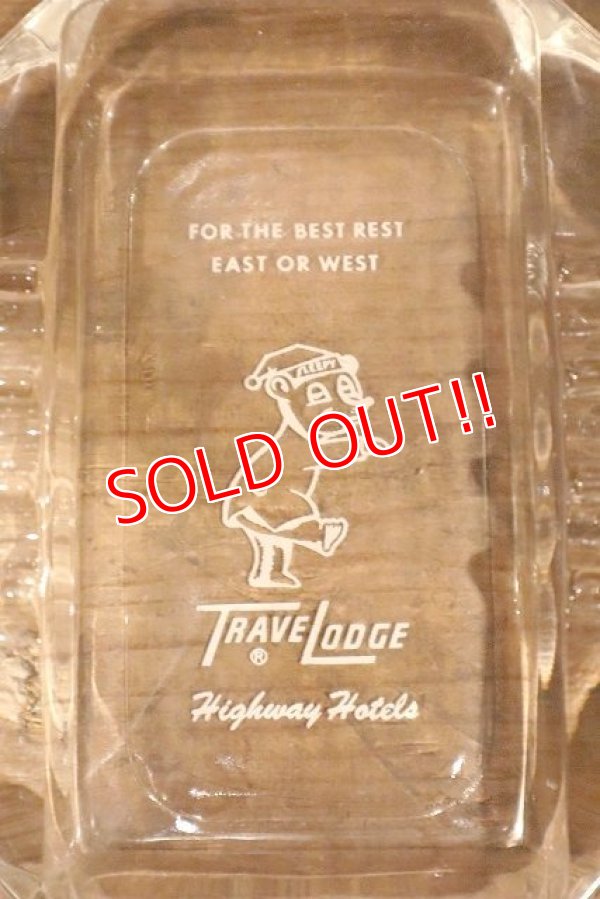 FOR THE BEST REST
EAST OR WEST
SLEEPY
SOLD OUT!!
TRAVELODGE
®
Highway Hotels